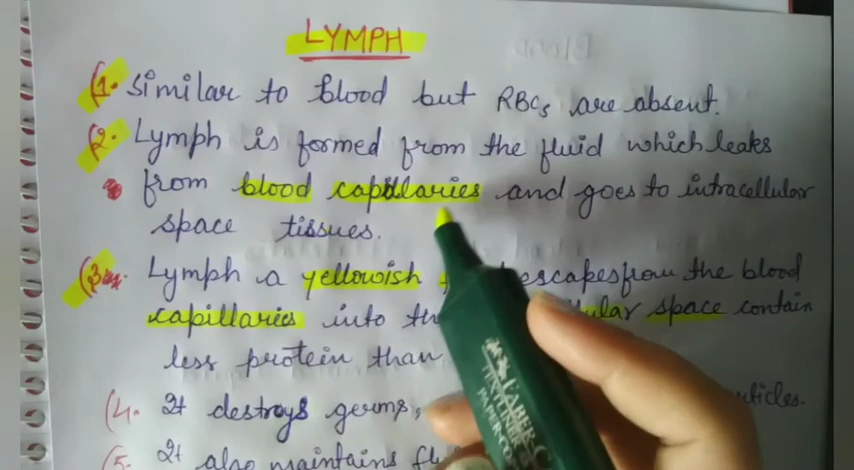 LYMPH
(1. Similar to blood but RBCs are absent.
(2. Lymph is formed from the fluid which leaks
from blood capillaries and goes to intracellular
space tissues.
(3. Lymph a yellowish escapes from the blood
capillaries into space contain
less protein than
(4. It destroys germs,
(5. It also maintains
FABER-C